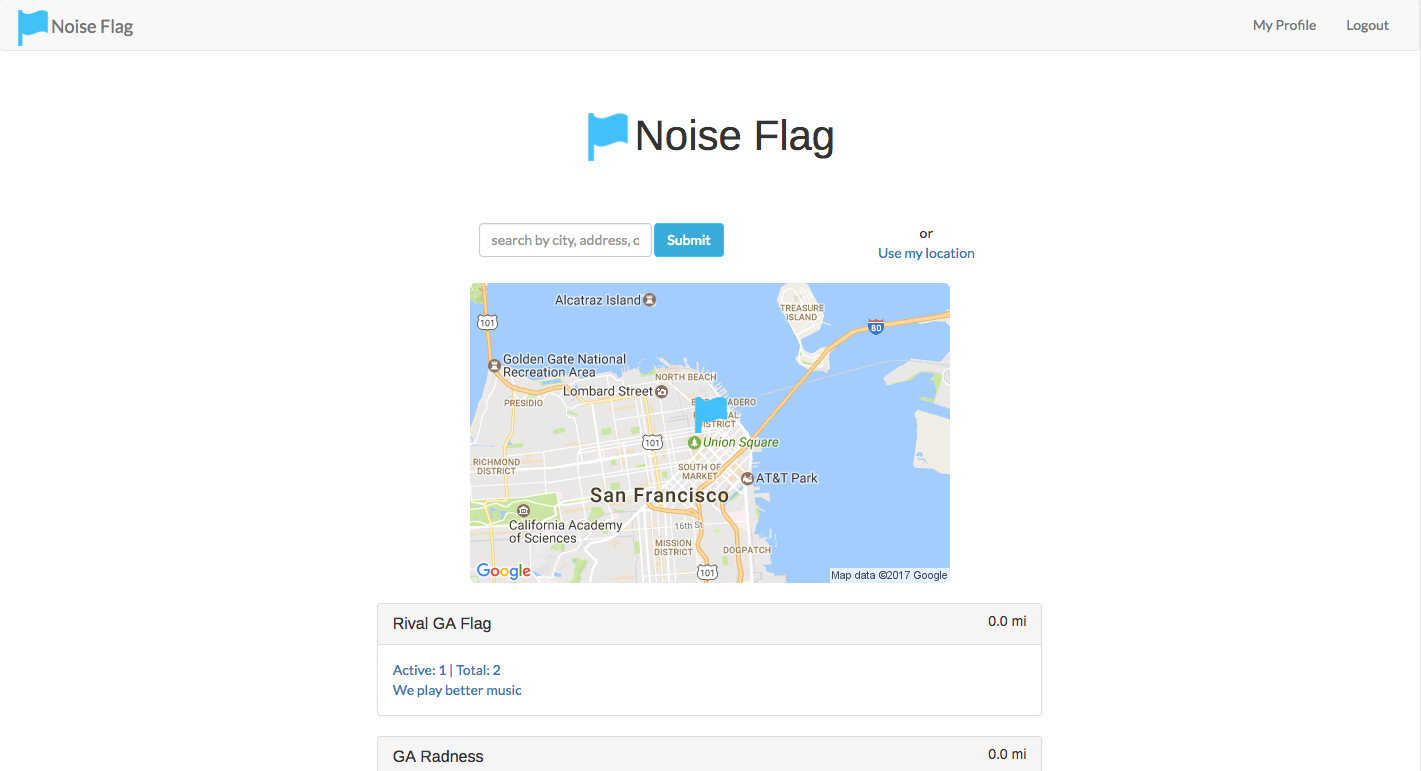 Noise Flag
My Profile
Logout
Noise Flag
search by city, address, o
Submit
or
Use my location
Alcatraz Island
TREASURE
ISLAND
101
80
Golden Gate National
Recreation Area
NORTH BEACH
Lombard Street
PRESIDIO
DISTRICT
101
Union Square
RICHMOND
DISTRICT
SOUTH OF
MARKET
AT&T Park
San Francisco
California Academy
of Sciences
16th St
MISSION
DISTRICT
DOGPATCH
101
Google
Map data ©2017 Google
Rival GA Flag
0.0 mi
Active: 1 | Total: 2
We play better music
GA Radness
0.0 mi